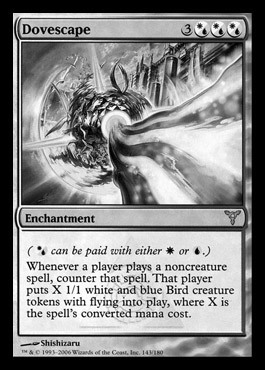 Dovescape 3
Enchantment
( can be paid with either or .)
Whenever a player plays a noncreature
spell, counter that spell. That player
puts X 1/1 white and blue Bird creature
tokens with flying into play, where X is
the spell's converted mana cost.
Shishizaru
™ & © 1993–2006 Wizards of the Coast, Inc. 143/180